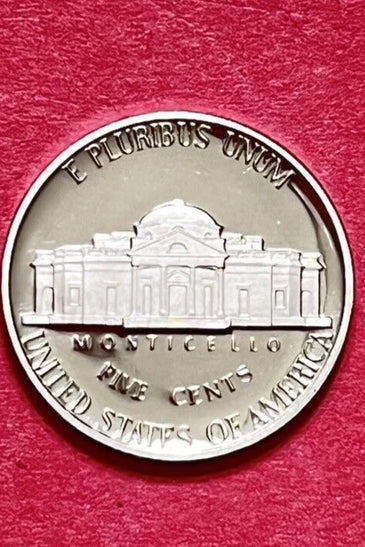 E PLURIBUS UNUM
MONTICELLO
FIVE CENTS
UNITED STATES OF AMERICA